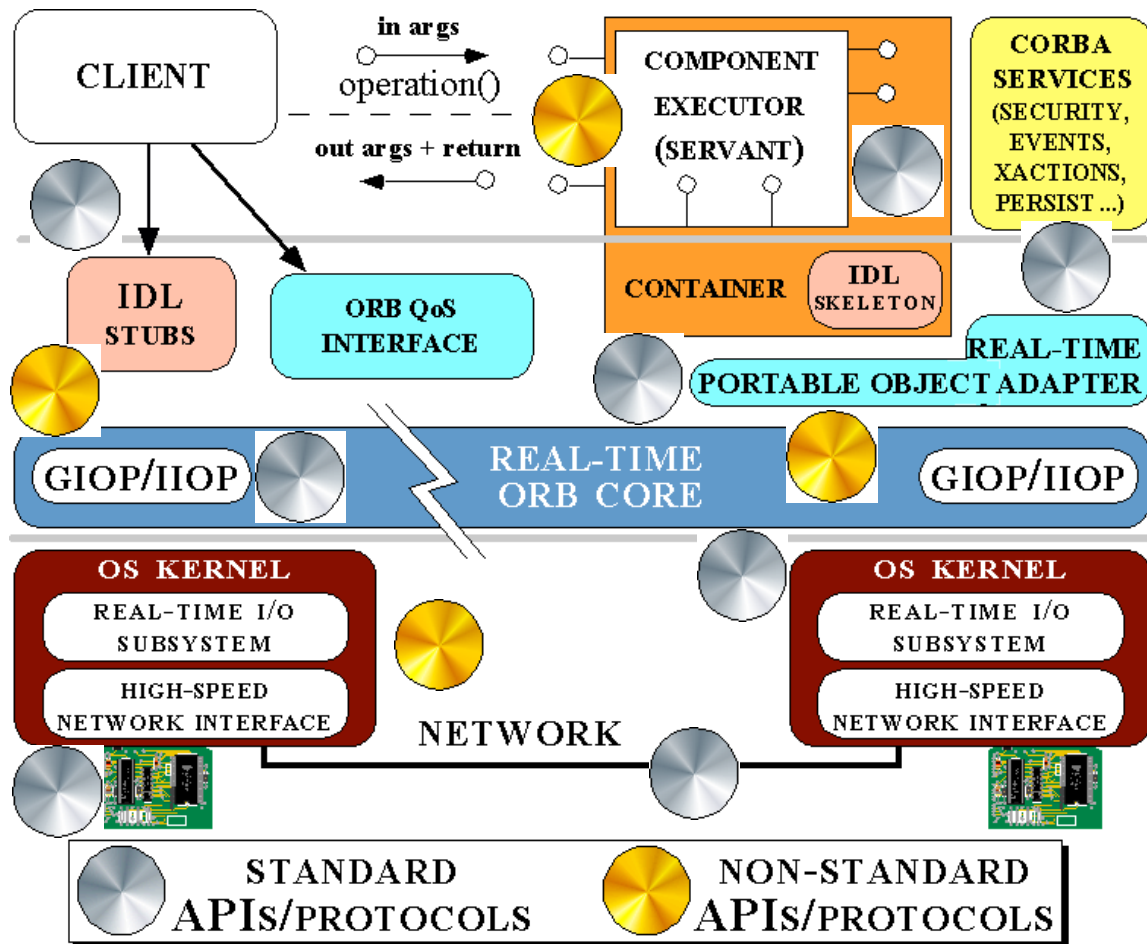 CLIENT
in args
operation()
out args + return
COMPONENT
EXECUTOR
(SERVANT)
CORBA
SERVICES
(SECURITY,
EVENTS,
XACTIONS,
PERSIST ...)
IDL
STUBS
ORB QoS
INTERFACE
CONTAINER
IDL
SKELETON
REAL-TIME
PORTABLE OBJECT ADAPTER
GIOP/IIOP
REAL-TIME
ORB CORE
GIOP/IIOP
OS KERNEL
REAL-TIME I/O
SUBSYSTEM
HIGH-SPEED
NETWORK INTERFACE
NETWORK
OS KERNEL
REAL-TIME I/O
SUBSYSTEM
HIGH-SPEED
NETWORK INTERFACE
STANDARD
APIS/PROTOCOLS
NON-STANDARD
APIS/PROTOCOLS